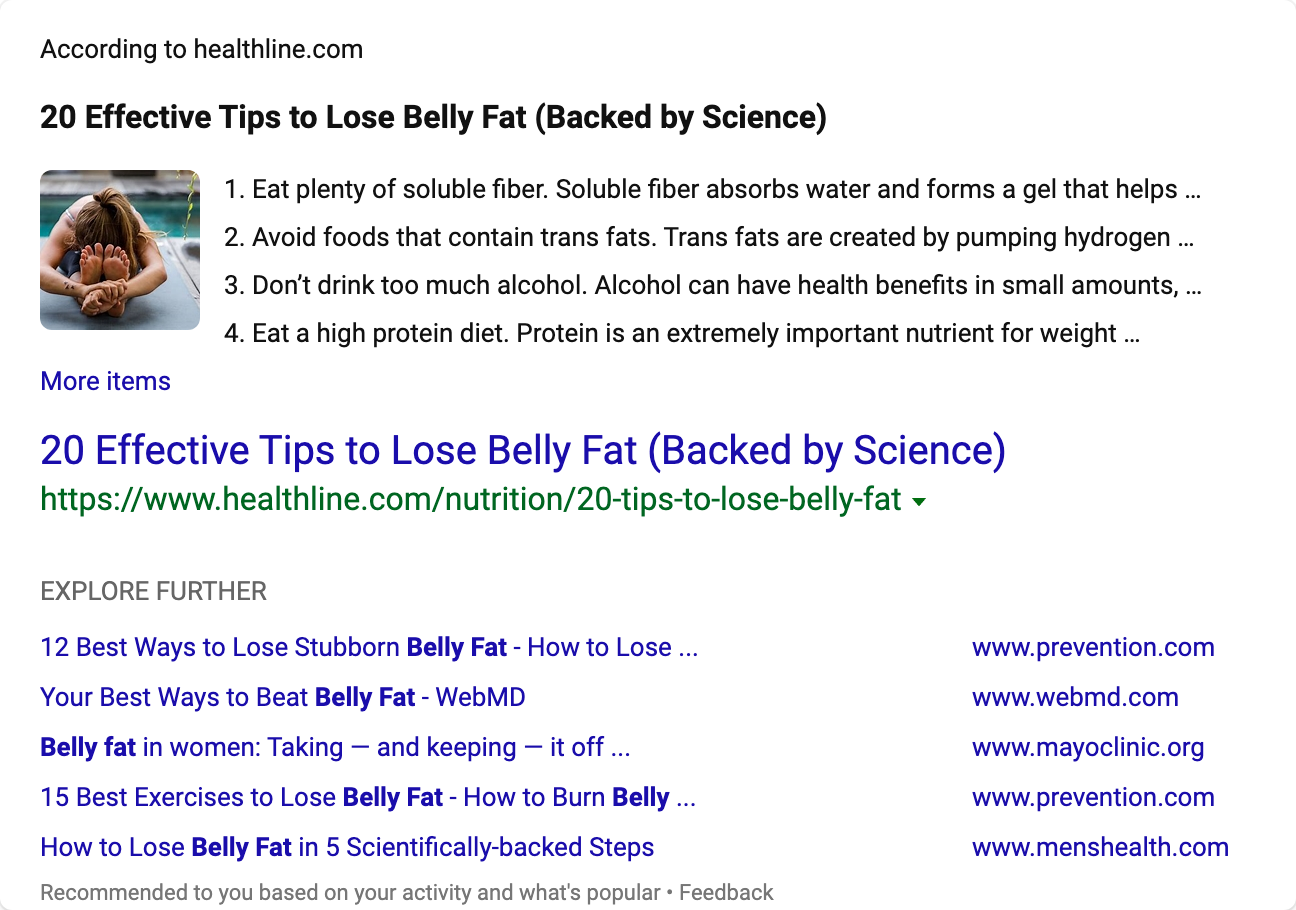 According to healthline.com
20 Effective Tips to Lose Belly Fat (Backed by Science)
1. Eat plenty of soluble fiber. Soluble fiber absorbs water and forms a gel that helps ...
2. Avoid foods that contain trans fats. Trans fats are created by pumping hydrogen ...
3. Don’t drink too much alcohol. Alcohol can have health benefits in small amounts, ...
4. Eat a high protein diet. Protein is an extremely important nutrient for weight ...
More items
20 Effective Tips to Lose Belly Fat (Backed by Science)
https://www.healthline.com/nutrition/20-tips-to-lose-belly-fat
EXPLORE FURTHER
12 Best Ways to Lose Stubborn Belly Fat - How to Lose ... www.prevention.com
Your Best Ways to Beat Belly Fat - WebMD www.webmd.com
Belly fat in women: Taking — and keeping — it off ... www.mayoclinic.org
15 Best Exercises to Lose Belly Fat - How to Burn Belly ... www.prevention.com
How to Lose Belly Fat in 5 Scientifically-backed Steps www.menshealth.com
Recommended to you based on your activity and what's popular • Feedback